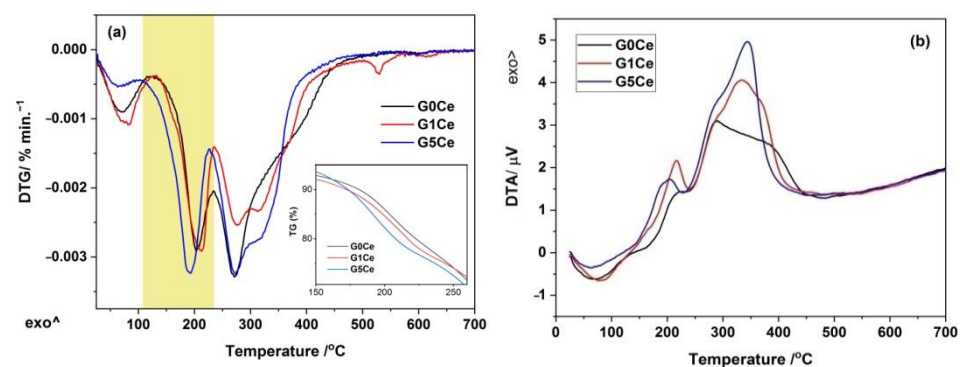 (a)
0.000
-0.001
-0.002
-0.003
DTG/ % min.⁻¹
G0Ce
G1Ce
G5Ce
TG (%)
90
80
G0Ce
G1Ce
G5Ce
150 200 250
exo^
100 200 300 400 500 600 700
Temperature /°C
(b)
exo>
G0Ce
G1Ce
G5Ce
5
4
3
2
1
0
-1
DTA/ µV
0 100 200 300 400 500 600 700
Temperature /°C